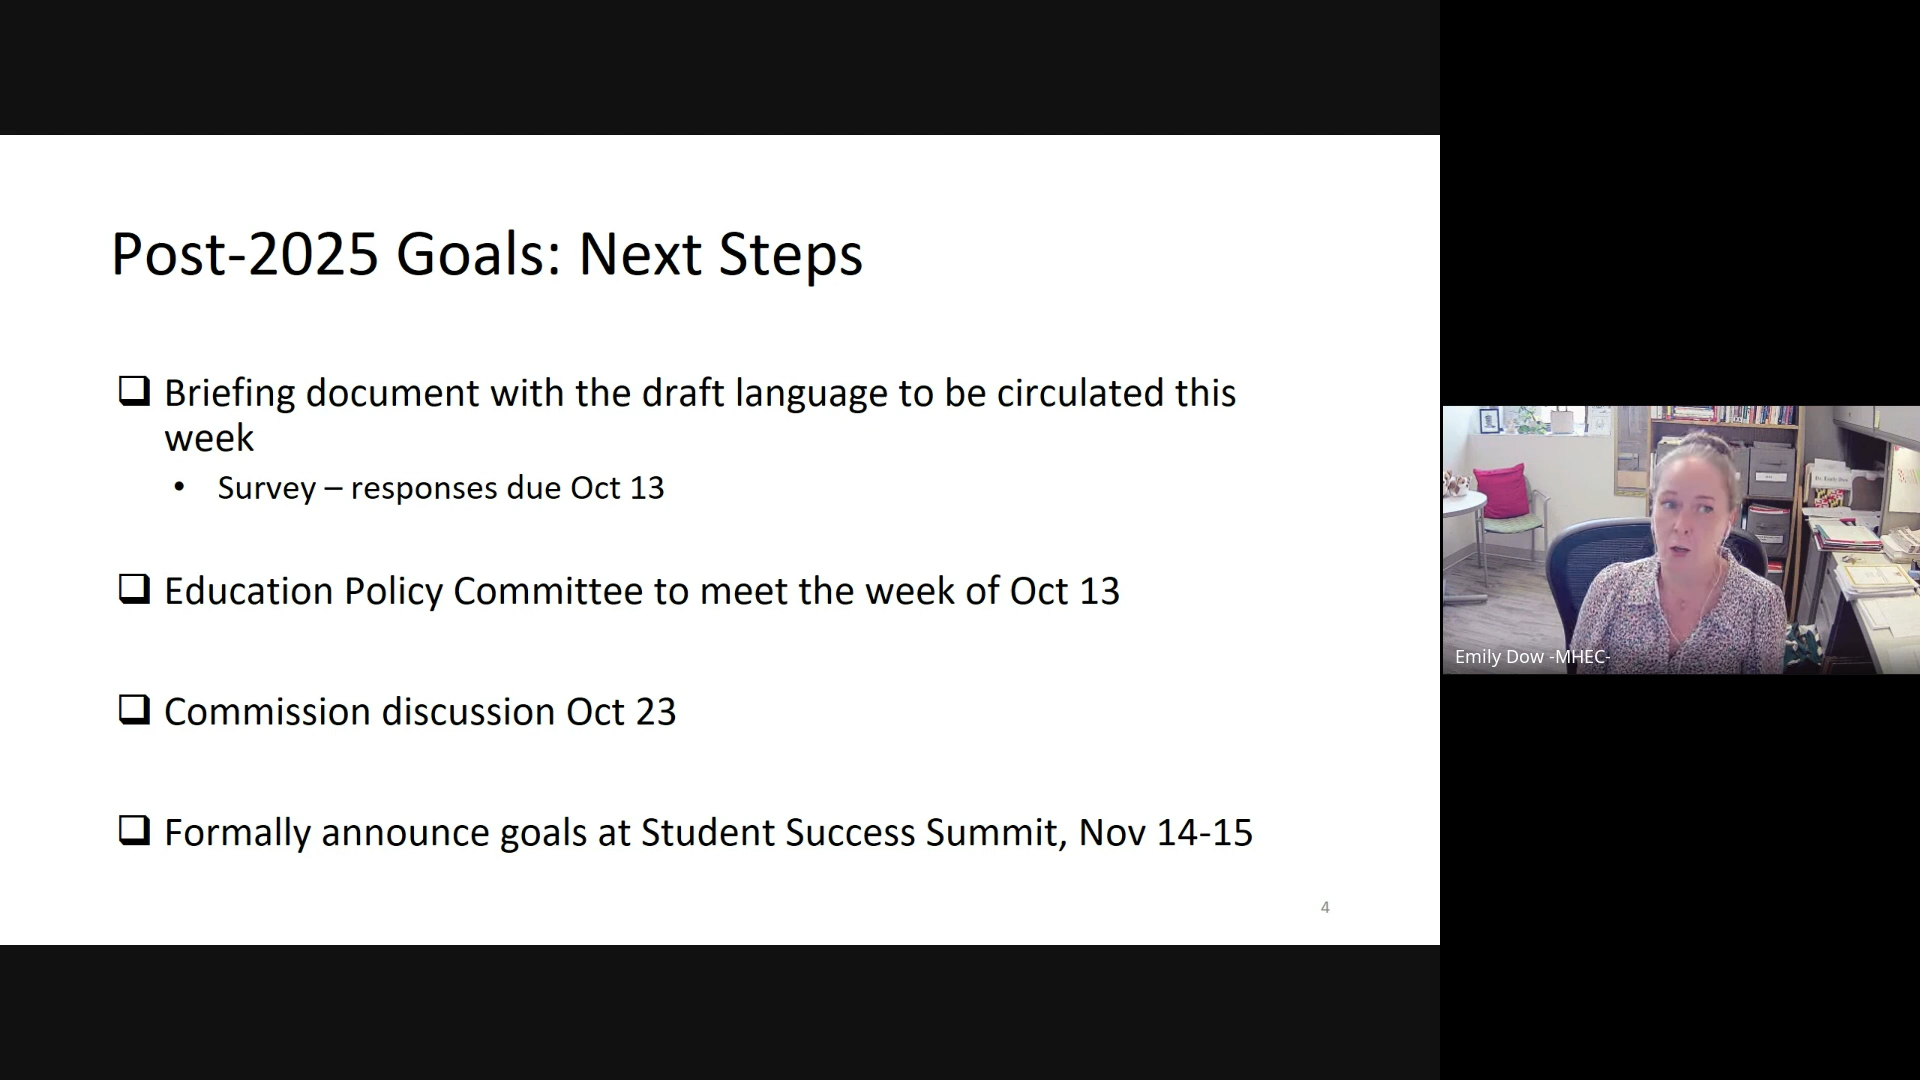 Post-2025 Goals: Next Steps
❑ Briefing document with the draft language to be circulated this
week
• Survey – responses due Oct 13
❑ Education Policy Committee to meet the week of Oct 13
❑ Commission discussion Oct 23
❑ Formally announce goals at Student Success Summit, Nov 14-15
4
Emily Dow -MHEC-